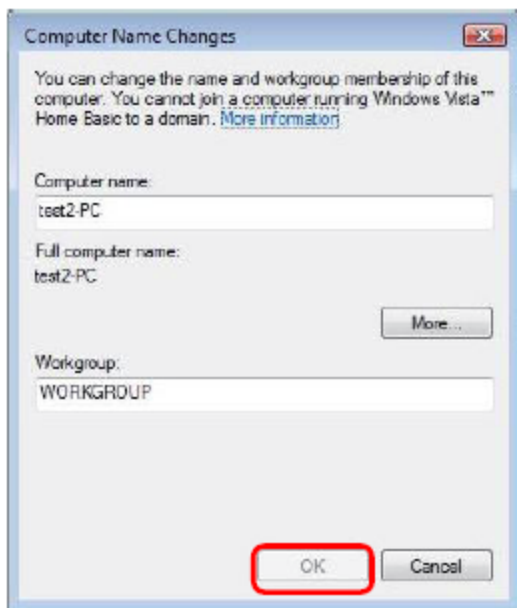 Computer Name Changes
You can change the name and workgroup membership of this
computer. You cannot join a computer running Windows Vista™
Home Basic to a domain. More information
Computer name:
test2-PC
Full computer name:
test2-PC
More...
Workgroup:
WORKGROUP
OK
Cancel